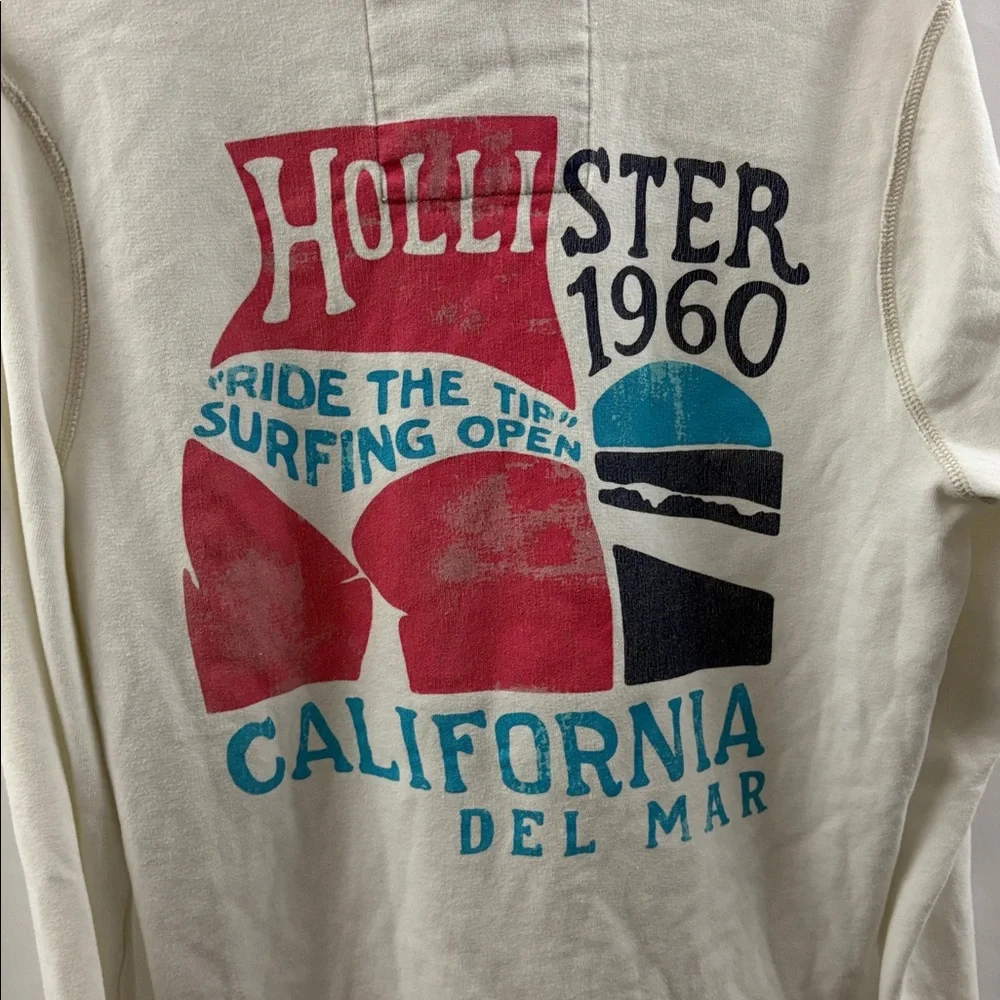 HOLLISTER
1960
"RIDE THE TIP"
SURFING OPEN
CALIFORNIA
DEL MAR